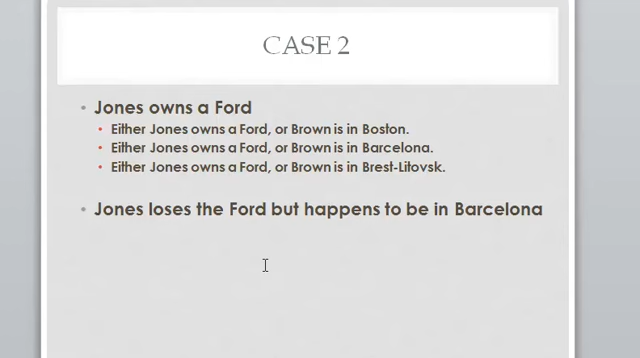 CASE 2
Jones owns a Ford
Either Jones owns a Ford, or Brown is in Boston.
Either Jones owns a Ford, or Brown is in Barcelona.
Either Jones owns a Ford, or Brown is in Brest-Litovsk.
Jones loses the Ford but happens to be in Barcelona